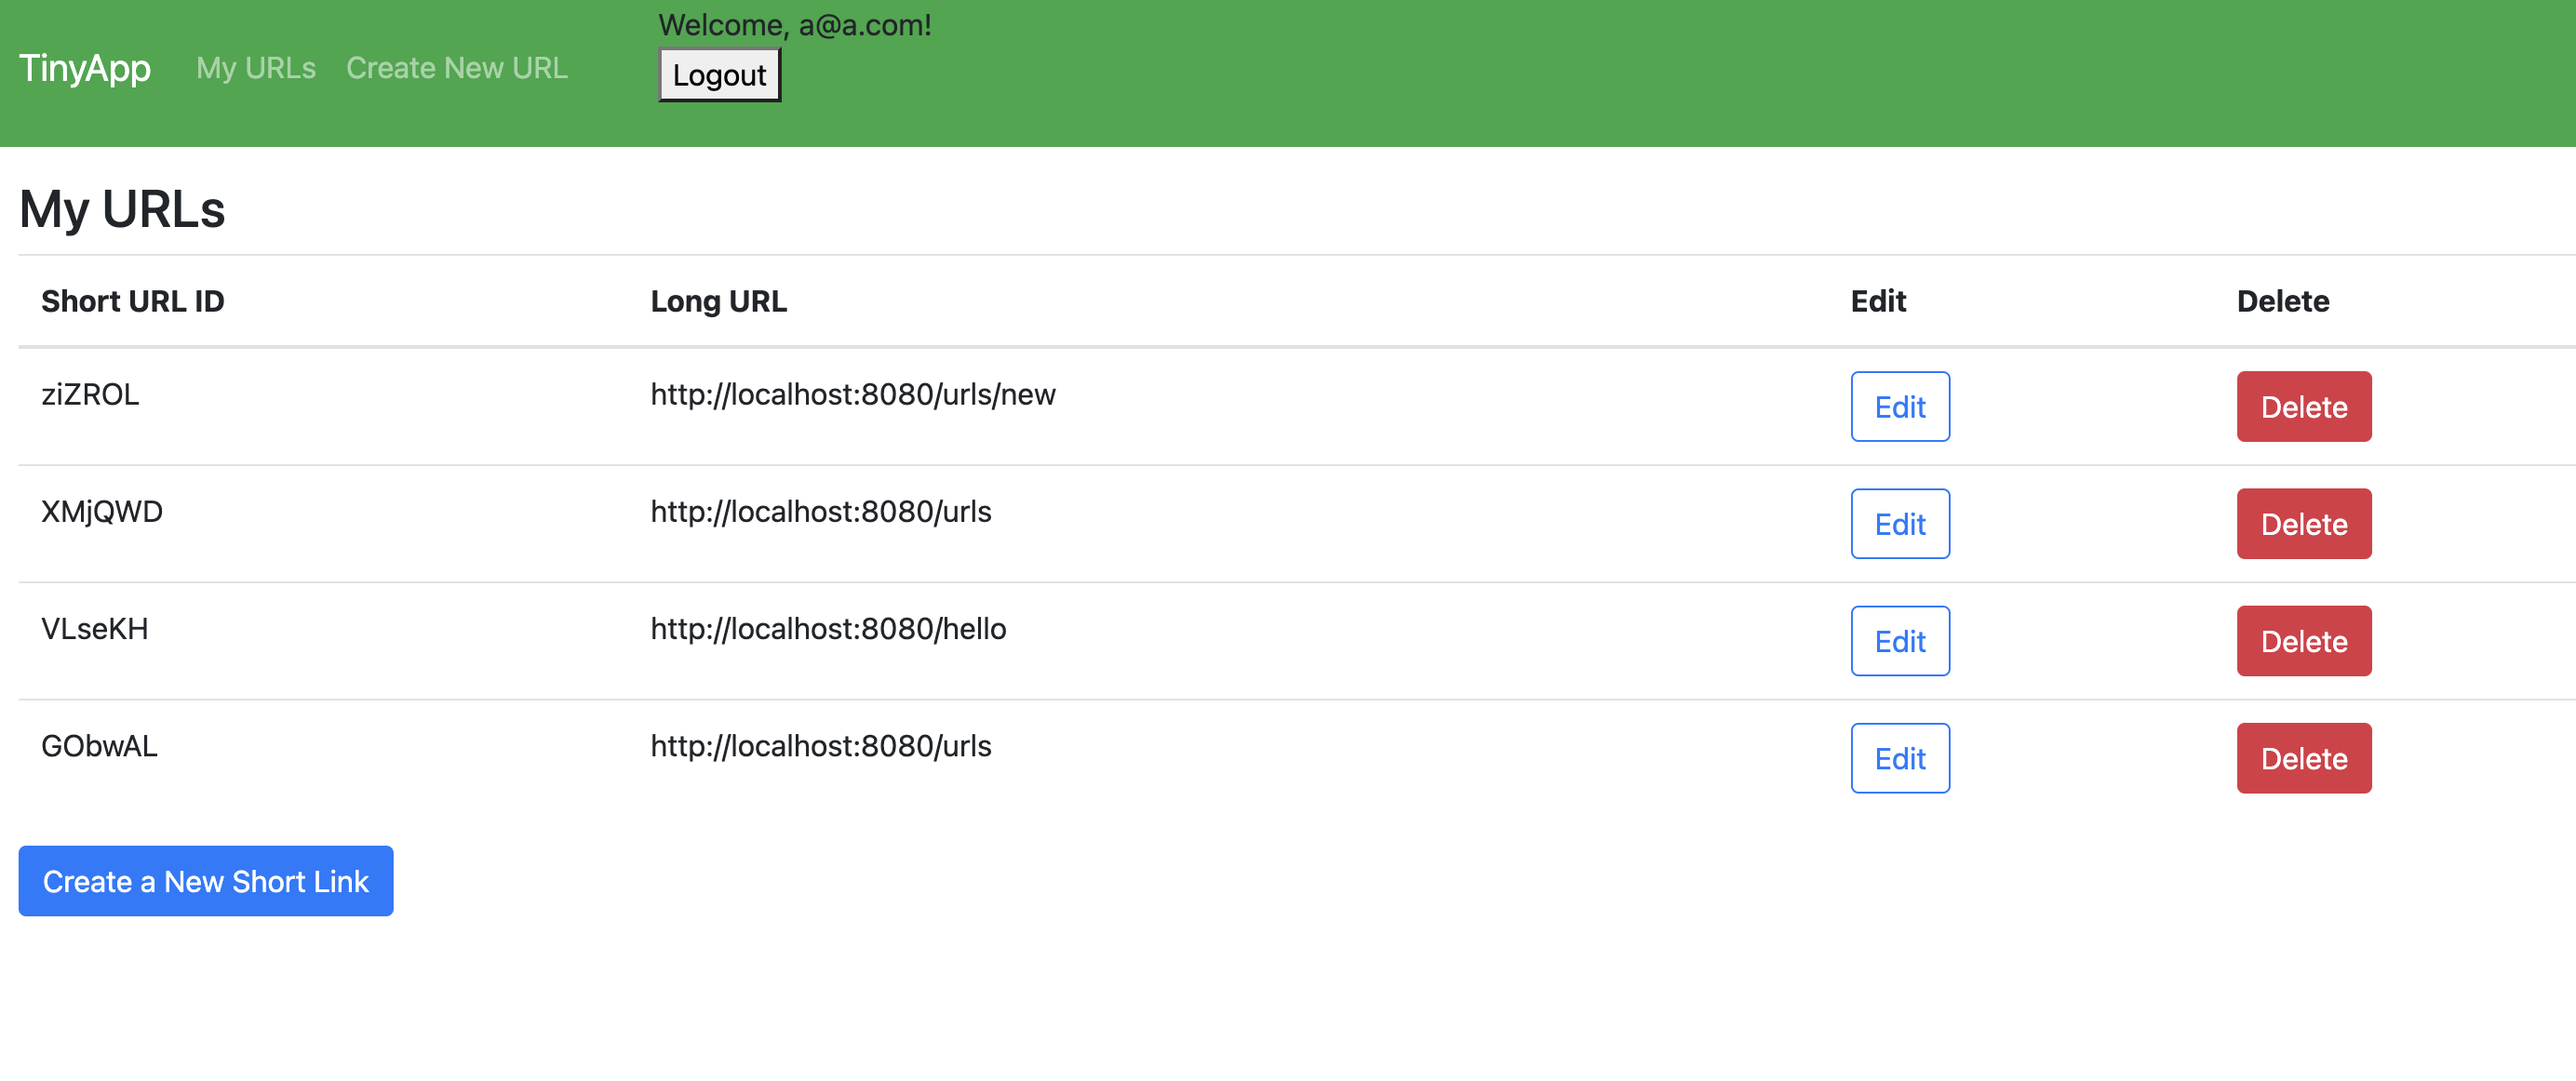 Welcome, a@a.com!
TinyApp My URLs Create New URL Logout
My URLs
Short URL ID Long URL Edit Delete
ziZROL http://localhost:8080/urls/new Edit Delete
XMjQWD http://localhost:8080/urls Edit Delete
VLseKH http://localhost:8080/hello Edit Delete
GObwAL http://localhost:8080/urls Edit Delete
Create a New Short Link